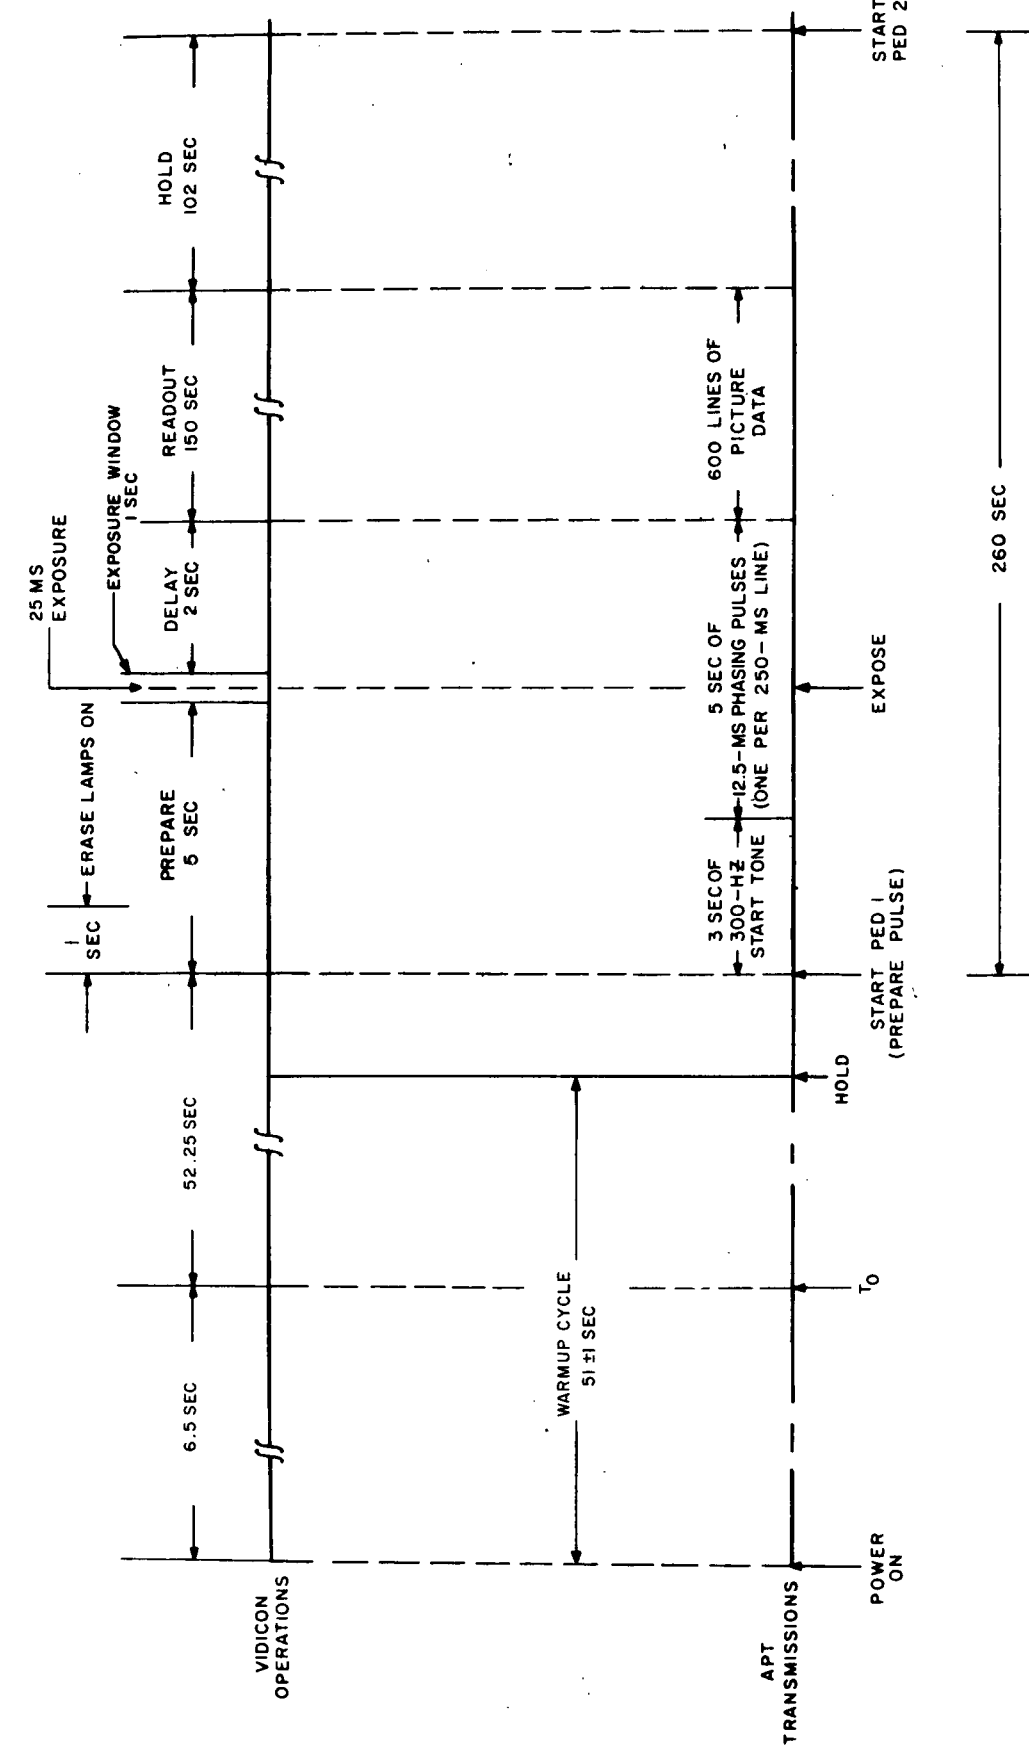 25 MS
EXPOSURE
EXPOSURE WINDOW
1 SEC
1
SEC
ERASE LAMPS ON
6.5 SEC
52.25 SEC
PREPARE
5 SEC
DELAY
2 SEC
READOUT
150 SEC
HOLD
102 SEC
VIDICON
OPERATIONS
WARMUP CYCLE
51 ±1 SEC
3 SEC OF
300-HZ
START TONE
5 SEC OF
12.5-MS PHASING PULSES
(ONE PER 250-MS LINE)
600 LINES OF
PICTURE
DATA
APT
TRANSMISSIONS
POWER
ON
TO
HOLD
START PED 1
(PREPARE PULSE)
EXPOSE
START
PED 2
260 SEC